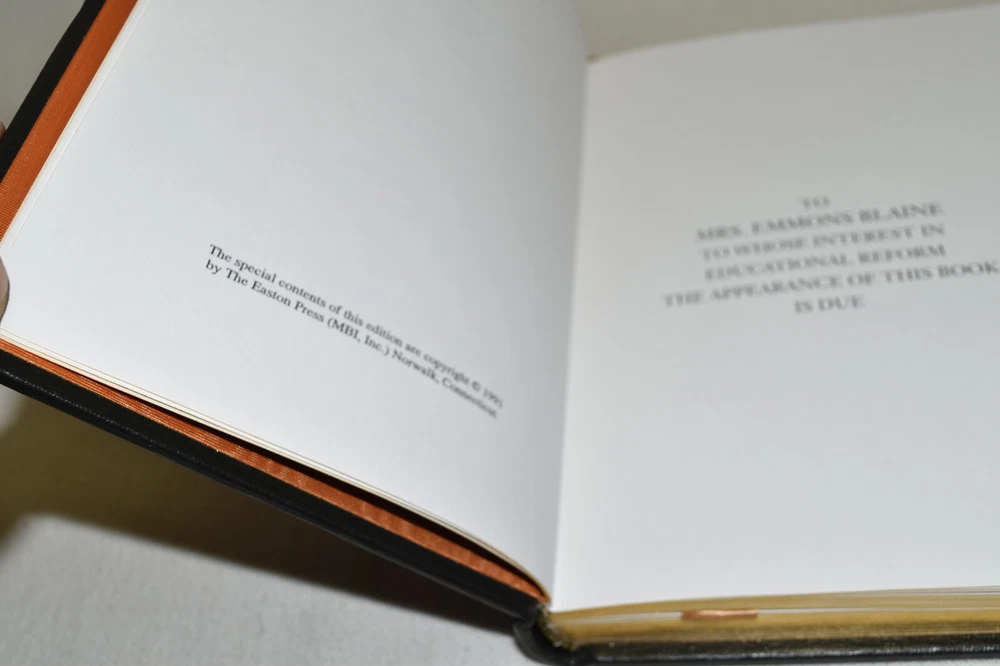 The special contents of this edition are copyright © 1991
by The Easton Press (MBI, Inc.) Norwalk, Connecticut.
TO
MRS. EMMONS BLAINE
TO WHOSE INTEREST IN
EDUCATIONAL REFORM
THE APPEARANCE OF THIS BOOK
IS DUE